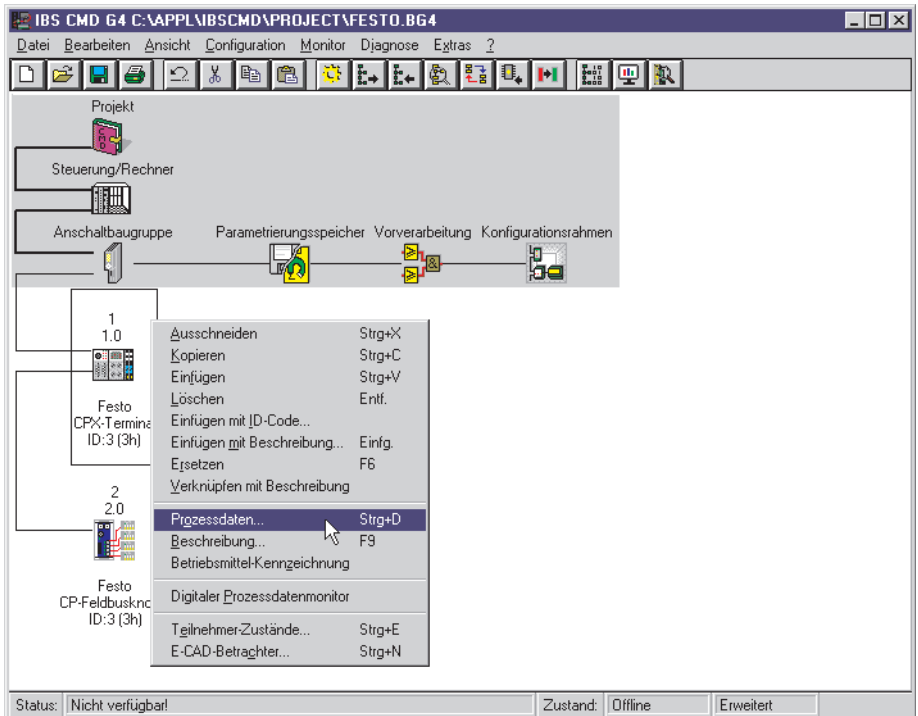 IBS CMD G4 C:\APPL\IBSCMD\PROJECT\FESTO.BG4
Datei Bearbeiten Ansicht Configuration Monitor Diagnose Extras ?
Projekt
Steuerung/Rechner
Anschaltbaugruppe Parametrierungsspeicher Vorverarbeitung Konfigurationsrahmen
1
1.0
Festo
CPX-Termina
ID:3 (3h)
2
2.0
Festo
CP-Feldbuskno
ID:3 (3h)
Ausschneiden Strg+X
Kopieren Strg+C
Einfügen Strg+V
Löschen Entf.
Einfügen mit ID-Code...
Einfügen mit Beschreibung... Einfg.
Ersetzen F6
Verknüpfen mit Beschreibung
Prozessdaten... Strg+D
Beschreibung... F9
Betriebsmittel-Kennzeichnung
Digitaler Prozessdatenmonitor
Teilnehmer-Zustände... Strg+E
E-CAD-Betrachter... Strg+N
Status: Nicht verfügbar! Zustand: Offline Erweitert